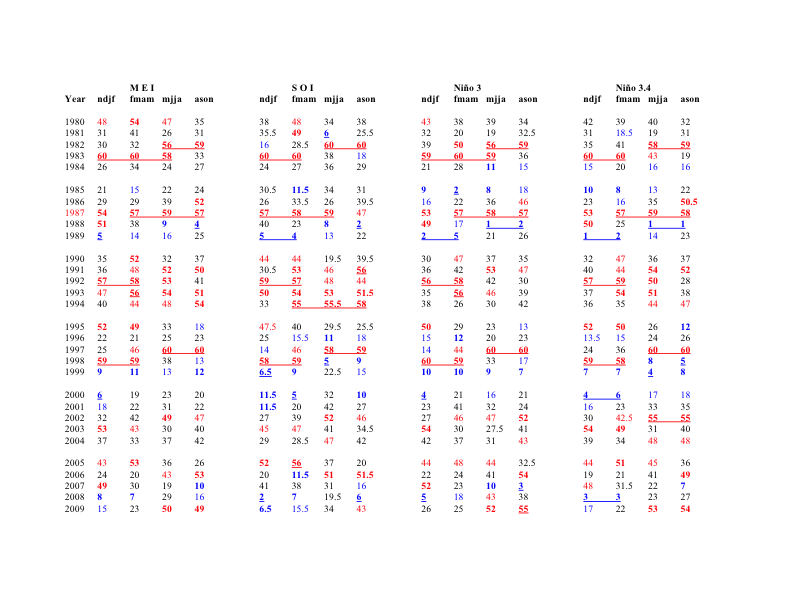 M E I S O I Niño 3 Niño 3.4
Year ndjf fmam mjja ason ndjf fmam mjja ason ndjf fmam mjja ason ndjf fmam mjja ason
1980 48 54 47 35 38 48 34 38 43 38 39 34 42 39 40 32
1981 31 41 26 31 35.5 49 6 25.5 32 20 19 32.5 31 18.5 19 31
1982 30 32 56 59 16 28.5 60 60 39 50 56 59 35 41 58 59
1983 60 60 58 33 60 60 38 18 59 60 59 36 60 60 43 19
1984 26 34 24 27 24 27 36 29 21 28 11 15 15 20 16 16
1985 21 15 22 24 30.5 11.5 34 31 9 2 8 18 10 8 13 22
1986 29 29 39 52 26 33.5 26 39.5 16 22 36 46 23 16 35 50.5
1987 54 57 59 57 57 58 59 47 53 57 58 57 53 57 59 58
1988 51 38 9 4 40 23 8 2 49 17 1 2 50 25 1 1
1989 5 14 16 25 5 4 13 22 2 5 21 26 1 2 14 23
1990 35 52 32 37 44 44 19.5 39.5 30 47 37 35 32 47 36 37
1991 36 48 52 50 30.5 53 46 56 36 42 53 47 40 44 54 52
1992 57 58 53 41 59 57 48 44 56 58 42 30 57 59 50 28
1993 47 56 54 51 50 54 53 51.5 35 56 46 39 37 54 51 38
1994 40 44 48 54 33 55 55.5 58 38 26 30 42 36 35 44 47
1995 52 49 33 18 47.5 40 29.5 25.5 50 29 23 13 52 50 26 12
1996 22 21 25 23 25 15.5 11 18 15 12 20 23 13.5 15 24 20
1997 25 46 60 60 14 46 58 59 14 44 60 60 24 36 60 60
1998 59 59 38 13 58 59 5 9 60 59 33 17 59 58 8 5
1999 9 11 13 12 6.5 9 22.5 15 10 10 9 7 7 7 4 8
2000 6 19 23 20 11.5 5 32 10 4 21 16 21 4 6 17 18
2001 18 22 31 22 11.5 20 42 27 23 41 32 24 16 23 33 35
2002 32 42 49 47 27 39 52 46 27 46 47 52 30 42.5 55 55
2003 53 43 30 40 45 47 41 34.5 54 30 27.5 41 54 49 31 40
2004 37 33 37 42 29 28.5 47 42 42 37 31 43 39 34 48 48
2005 43 53 36 26 52 56 37 20 44 48 44 32.5 44 51 45 36
2006 24 20 43 53 20 11.5 51 51.5 22 24 41 54 19 21 41 49
2007 49 30 19 10 41 38 31 16 52 23 10 3 48 31.5 22 7
2008 8 7 29 16 2 7 19.5 6 5 18 43 38 3 3 23 27
2009 15 23 50 49 6.5 15.5 34 43 26 25 52 55 17 22 53 54